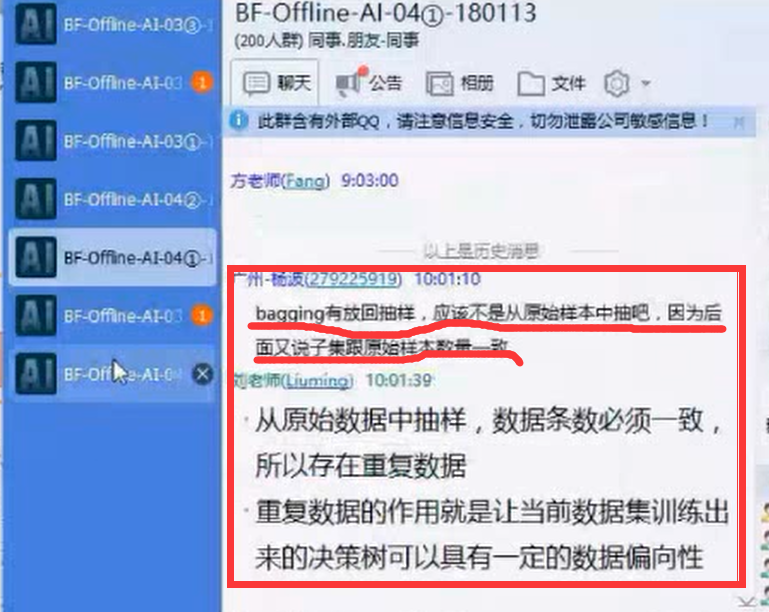 BF-Offline-AI-03③-
BF-Offline-AI-03
1
BF-Offline-AI-03①-
BF-Offline-AI-04②-
BF-Offline-AI-04①-
BF-Offline-AI-03
1
BF-Offline-AI-0
BF-Offline-AI-04①-180113
(200人群) 同事.朋友-同事
聊天 公告 相册 文件
此群含有外部QQ，请注意信息安全，切勿泄露公司敏感信息！
方老师(Fang) 9:03:00
以上是历史消息
广州-杨波(279225919) 10:01:10
bagging有放回抽样，应该不是从原始样本中抽吧，因为后
面又说子集跟原始样本数量一致
刘老师(Liuming) 10:01:39
· 从原始数据中抽样，数据条数必须一致，
所以存在重复数据
· 重复数据的作用就是让当前数据集训练出
来的决策树可以具有一定的数据偏向性